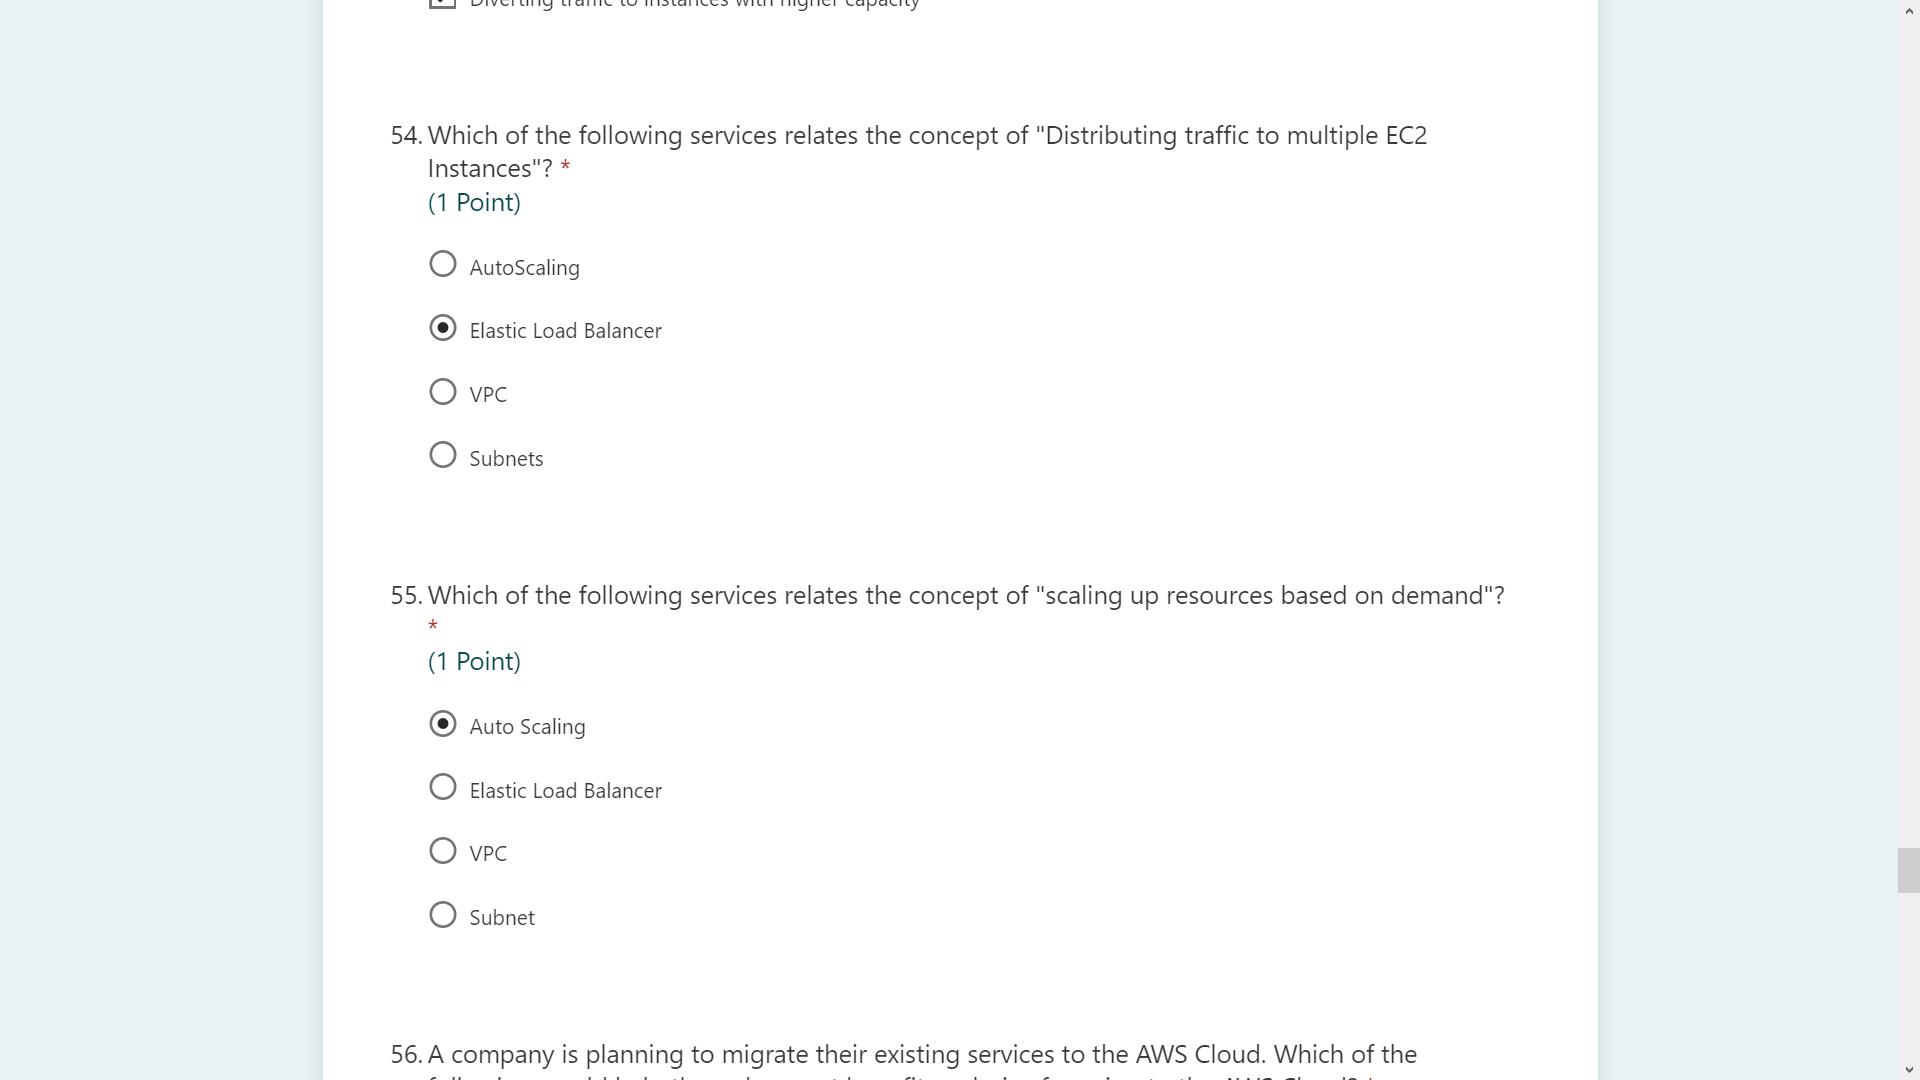 Diverting traffic to instances with higher capacity
54. Which of the following services relates the concept of "Distributing traffic to multiple EC2
Instances"? *
(1 Point)
AutoScaling
Elastic Load Balancer
VPC
Subnets
55. Which of the following services relates the concept of "scaling up resources based on demand"?
*
(1 Point)
Auto Scaling
Elastic Load Balancer
VPC
Subnet
56. A company is planning to migrate their existing services to the AWS Cloud. Which of the